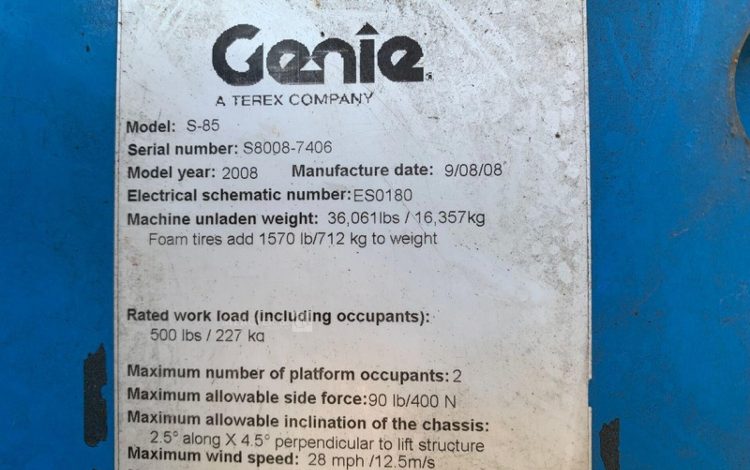 Genie
A TEREX COMPANY
Model: S-85
Serial number: S8008-7406
Model year: 2008 Manufacture date: 9/08/08
Electrical schematic number: ES0180
Machine unladen weight: 36,061lbs / 16,357kg
Foam tires add 1570 lb/712 kg to weight
Rated work load (including occupants):
500 lbs / 227 kg
Maximum number of platform occupants: 2
Maximum allowable side force: 90 lb/400 N
Maximum allowable inclination of the chassis:
2.5° along X 4.5° perpendicular to lift structure
Maximum wind speed: 28 mph /12.5m/s